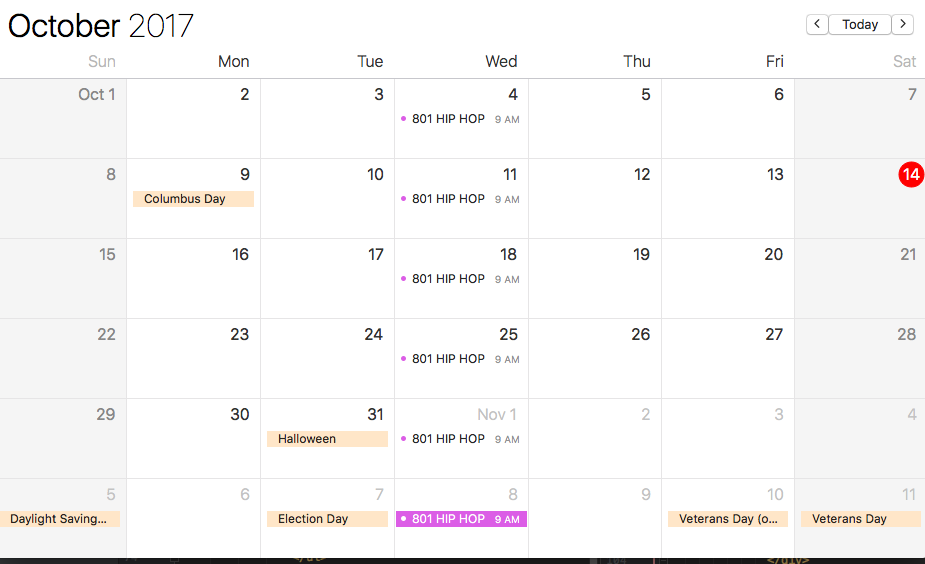 October 2017
< Today >
Sun Mon Tue Wed Thu Fri Sat
Oct 1 2 3 4 5 6 7
801 HIP HOP 9 AM
8 9 10 11 12 13 14
Columbus Day 801 HIP HOP 9 AM
15 16 17 18 19 20 21
801 HIP HOP 9 AM
22 23 24 25 26 27 28
801 HIP HOP 9 AM
29 30 31 Nov 1 2 3 4
Halloween 801 HIP HOP 9 AM
5 6 7 8 9 10 11
Daylight Saving... Election Day 801 HIP HOP 9 AM Veterans Day (o... Veterans Day